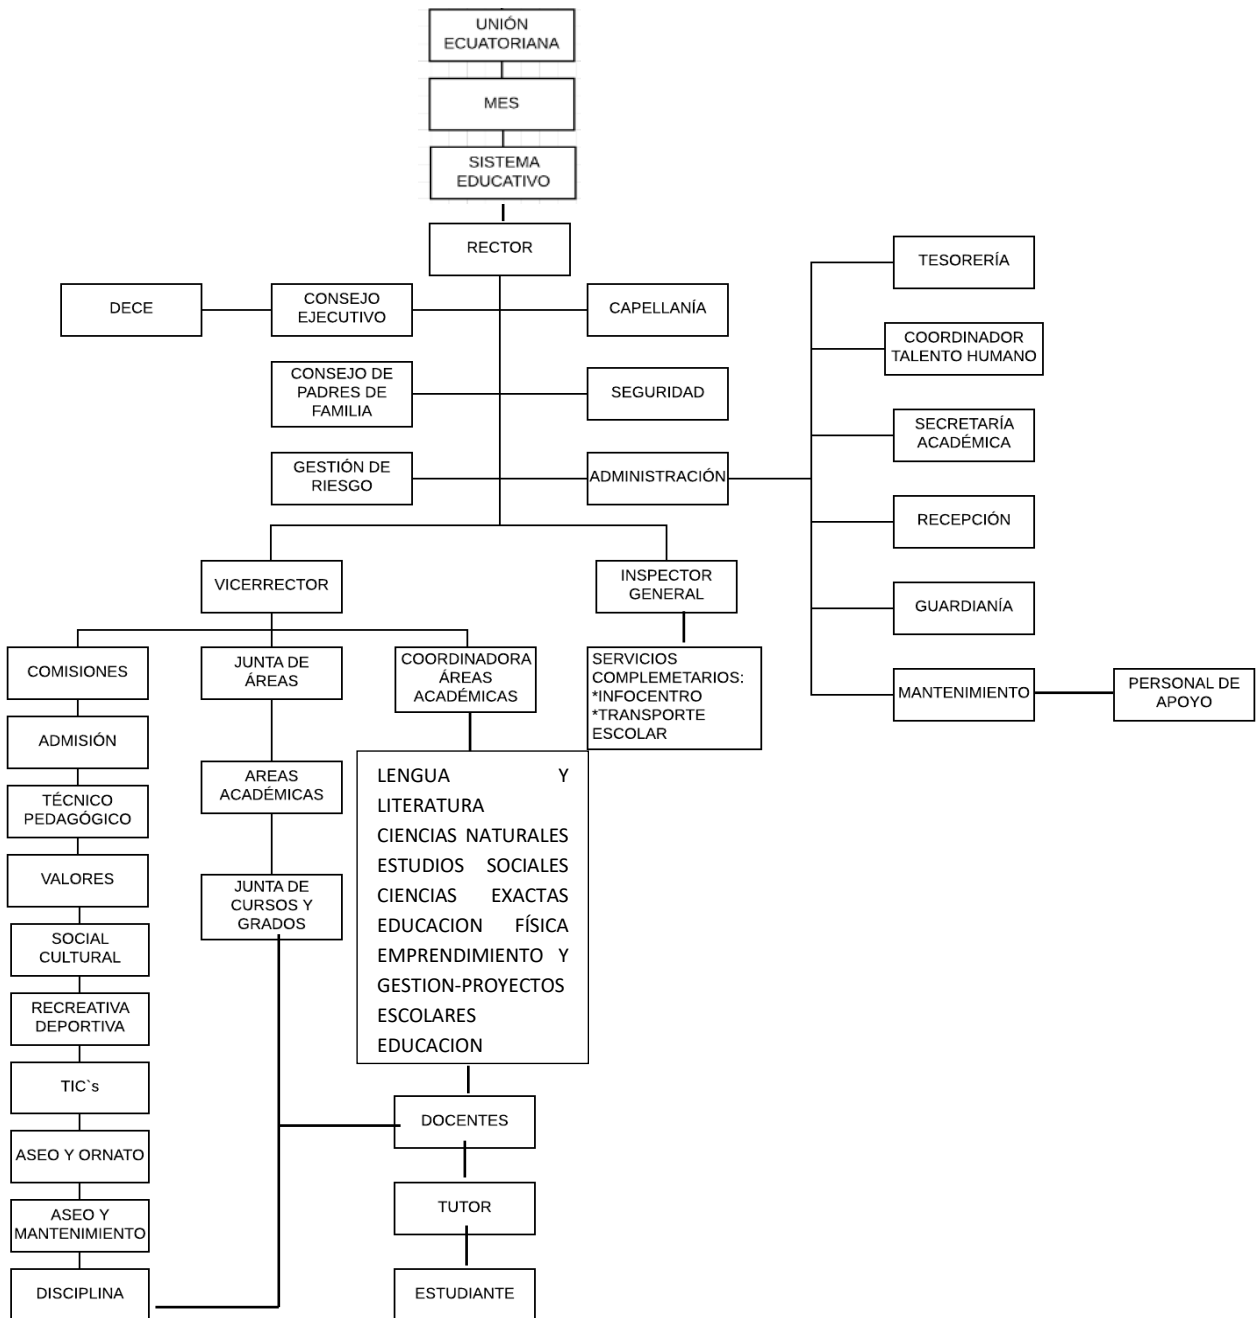 UNIÓN
ECUATORIANA
MES
SISTEMA
EDUCATIVO
RECTOR
DECE
CONSEJO
EJECUTIVO
CAPELLANÍA
CONSEJO DE
PADRES DE
FAMILIA
SEGURIDAD
GESTIÓN DE
RIESGO
ADMINISTRACIÓN
TESORERÍA
COORDINADOR
TALENTO HUMANO
SECRETARÍA
ACADÉMICA
RECEPCIÓN
GUARDIANÍA
MANTENIMIENTO
PERSONAL DE
APOYO
VICERRECTOR
INSPECTOR
GENERAL
SERVICIOS
COMPLEMETARIOS:
*INFOCENTRO
*TRANSPORTE
ESCOLAR
COMISIONES
ADMISIÓN
TÉCNICO
PEDAGÓGICO
VALORES
SOCIAL
CULTURAL
RECREATIVA
DEPORTIVA
TIC`s
ASEO Y ORNATO
ASEO Y
MANTENIMIENTO
DISCIPLINA
JUNTA DE
ÁREAS
AREAS
ACADÉMICAS
JUNTA DE
CURSOS Y
GRADOS
COORDINADORA
ÁREAS
ACADÉMICAS
LENGUA Y
LITERATURA
CIENCIAS NATURALES
ESTUDIOS SOCIALES
CIENCIAS EXACTAS
EDUCACION FÍSICA
EMPRENDIMIENTO Y
GESTION-PROYECTOS
ESCOLARES
EDUCACION
DOCENTES
TUTOR
ESTUDIANTE